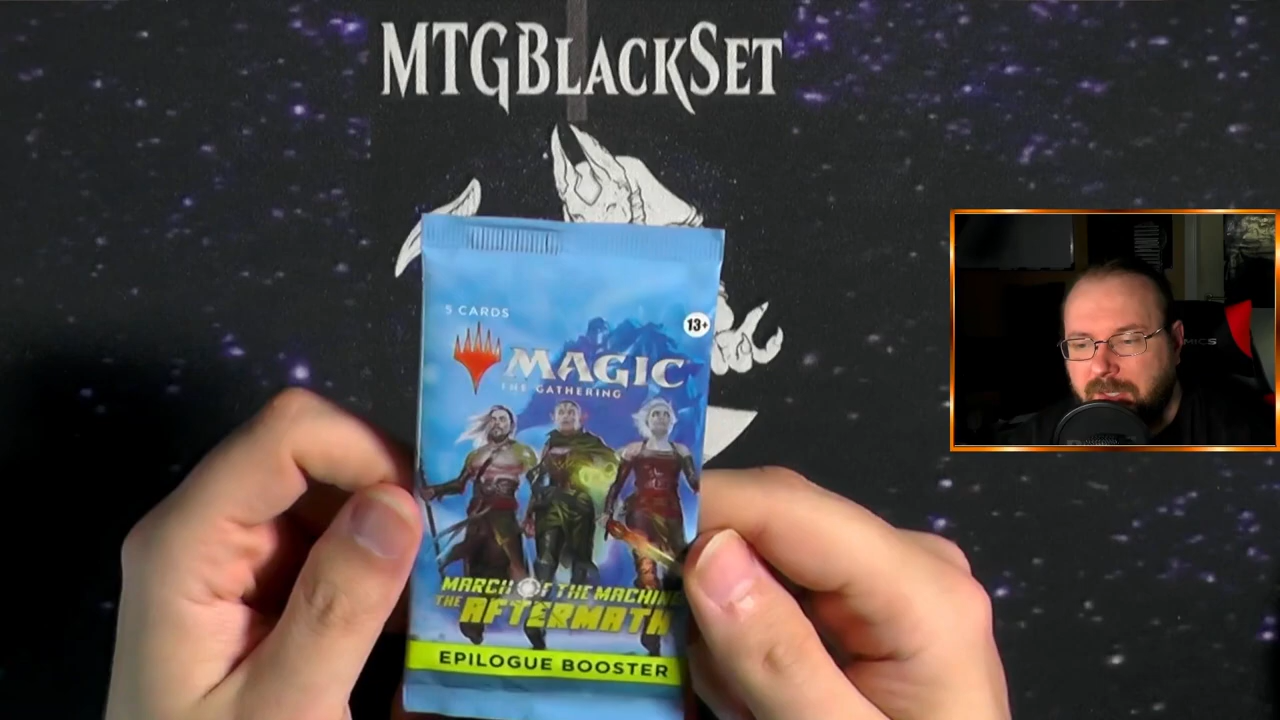 MTGBLACKSET
5 CARDS
13+
MAGIC
THE GATHERING
MARCH OF THE MACHINE
THE AFTERMATH
EPILOGUE BOOSTER